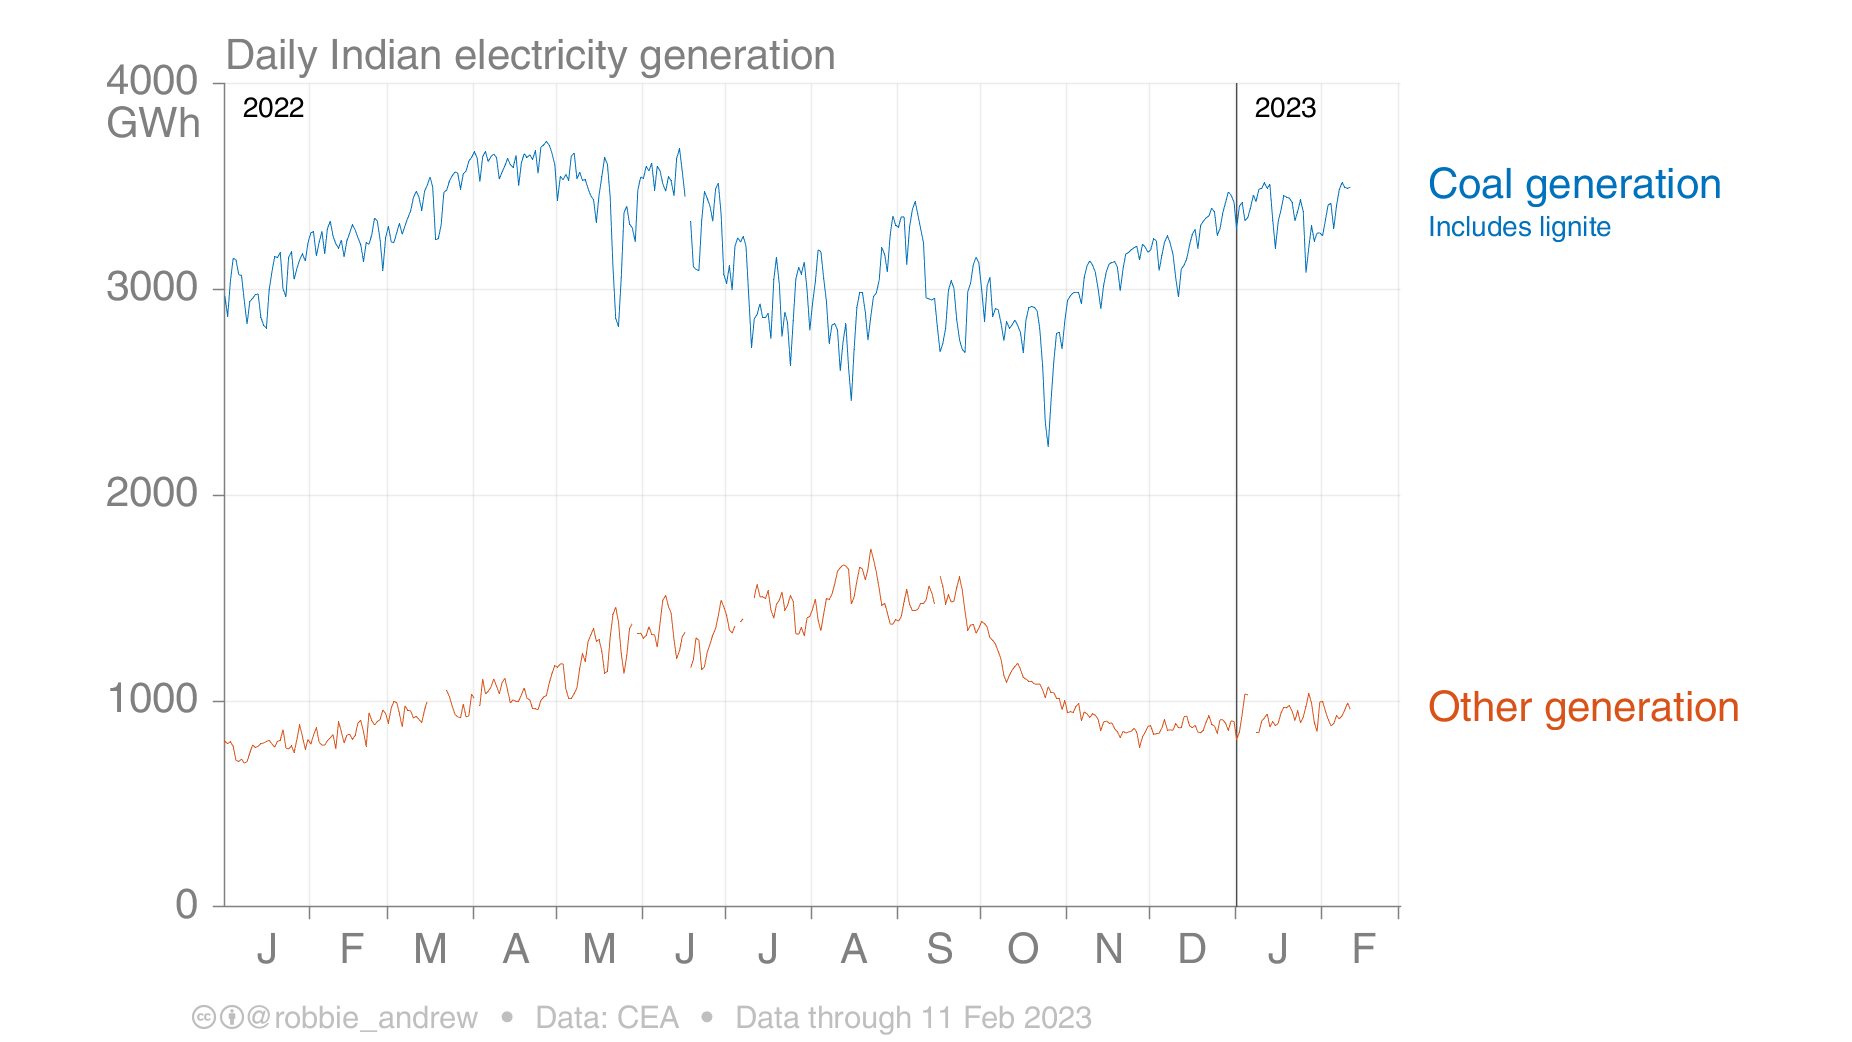 Daily Indian electricity generation
4000
GWh
2022
2023
Coal generation
Includes lignite
3000
2000
1000
Other generation
0
J F M A M J J A S O N D J F
cc @robbie_andrew • Data: CEA • Data through 11 Feb 2023